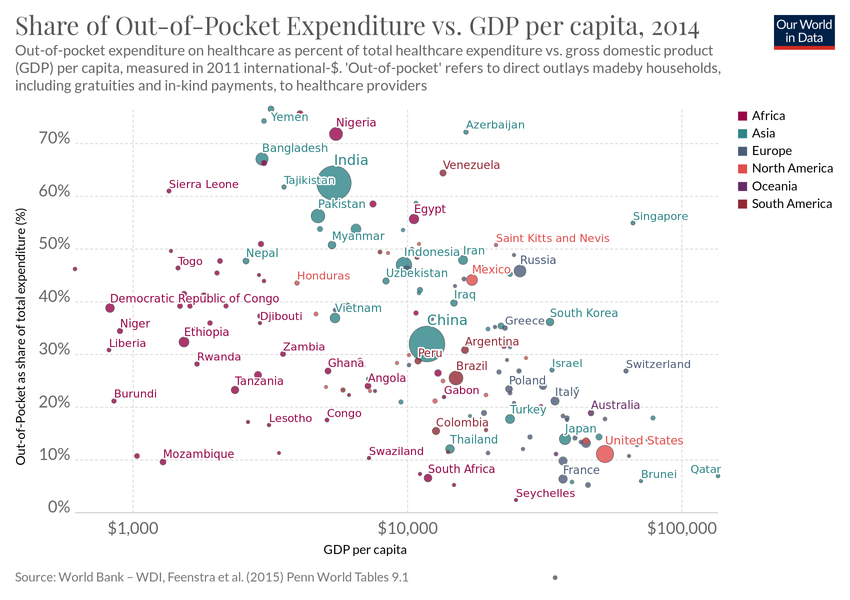 Share of Out-of-Pocket Expenditure vs. GDP per capita, 2014
Our World
in Data
Out-of-pocket expenditure on healthcare as percent of total healthcare expenditure vs. gross domestic product
(GDP) per capita, measured in 2011 international-$. 'Out-of-pocket' refers to direct outlays madeby households,
including gratuities and in-kind payments, to healthcare providers
Africa
Asia
Europe
North America
Oceania
South America
Out-of-Pocket Expenditure as share of total expenditure (%)
70%
60%
50%
40%
30%
20%
10%
0%
Yemen
Nigeria
Azerbaijan
Bangladesh
India
Venezuela
Sierra Leone
Tajikistan
Pakistan
Egypt
Singapore
Myanmar
Saint Kitts and Nevis
Nepal
Indonesia
Iran
Togo
Russia
Honduras
Uzbekistan
Mexico
Democratic Republic of Congo
Iraq
Vietnam
Djibouti
South Korea
Niger
China
Greece
Ethiopia
Liberia
Zambia
Argentina
Rwanda
Peru
Ghana
Brazil
Israel
Switzerland
Tanzania
Angola
Poland
Burundi
Gabon
Italy
Lesotho
Congo
Turkey
Australia
Colombia
Japan
Thailand
United States
Mozambique
Swaziland
South Africa
France
Brunei
Qatar
Seychelles
$1,000
$10,000
$100,000
GDP per capita
Source: World Bank – WDI, Feenstra et al. (2015) Penn World Tables 9.1